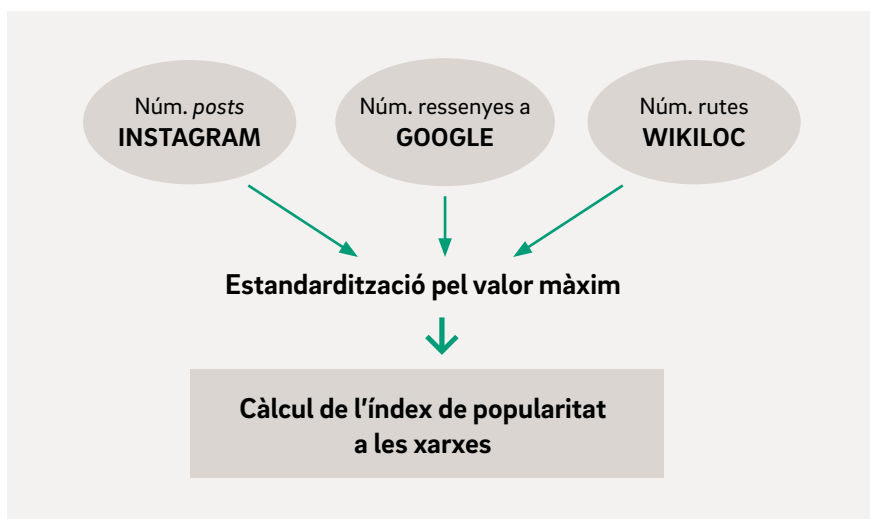 Núm. posts
INSTAGRAM
Núm. ressenyes a
GOOGLE
Núm. rutes
WIKILOC
Estandardització pel valor màxim
Càlcul de l’índex de popularitat
a les xarxes